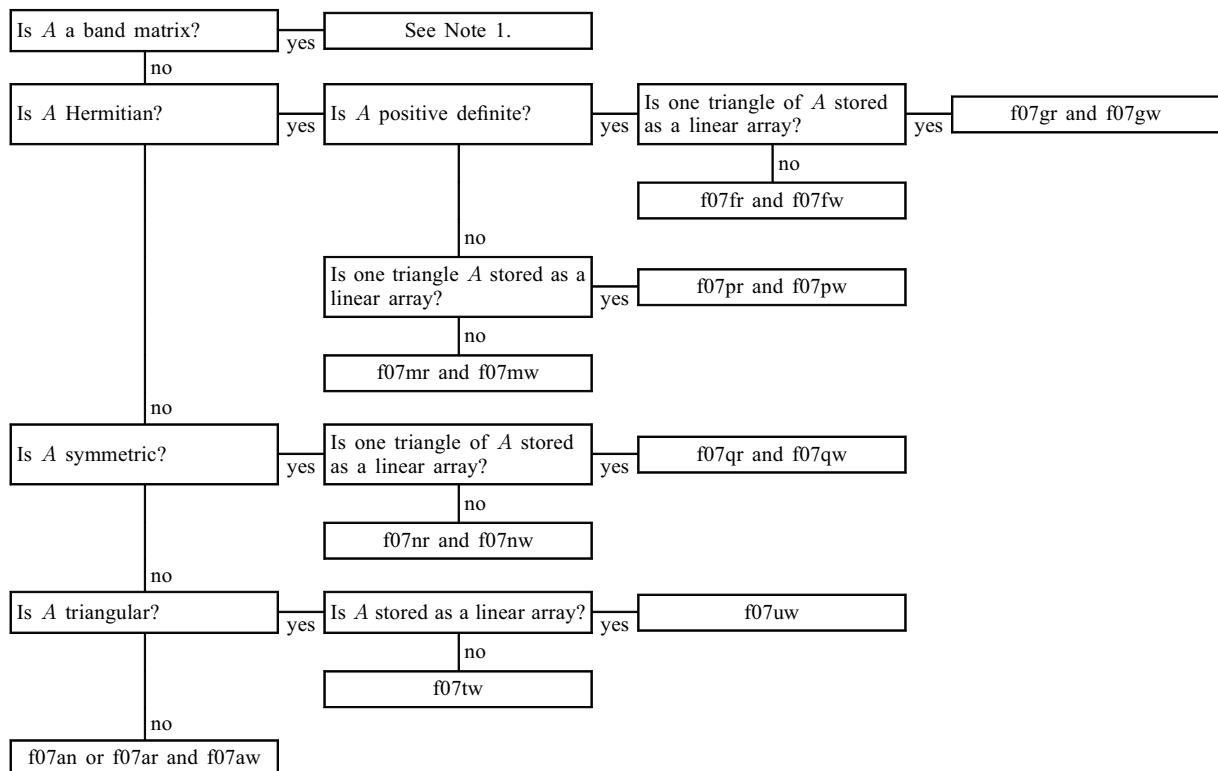 Is A a band matrix?
yes
See Note 1.
no
Is A Hermitian?
yes
Is A positive definite?
yes
Is one triangle of A stored
as a linear array?
yes
f07gr and f07gw
no
f07fr and f07fw
no
Is one triangle A stored as a
linear array?
yes
f07pr and f07pw
no
f07mr and f07mw
no
Is A symmetric?
yes
Is one triangle of A stored
as a linear array?
yes
f07qr and f07qw
no
f07nr and f07nw
no
Is A triangular?
yes
Is A stored as a linear array?
yes
f07uw
no
f07tw
no
f07an or f07ar and f07aw